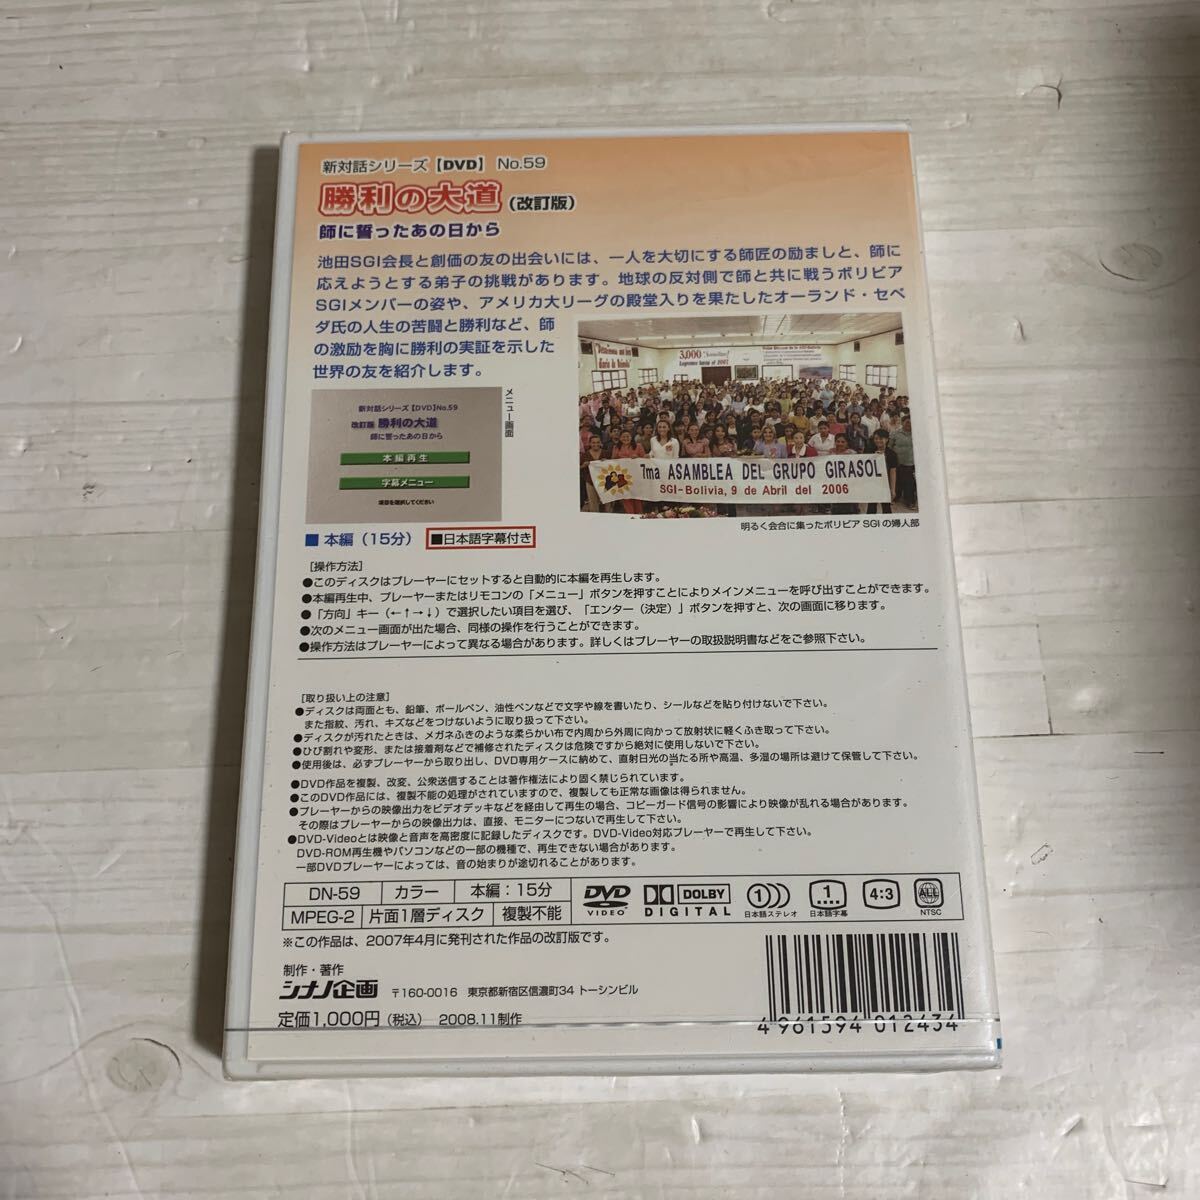 新対話シリーズ【DVD】 No.59
勝利の大道（改訂版）
師に誓ったあの日から
池田SGI会長と創価の友の出会いには、一人を大切にする師匠の励ましと、師に
応えようとする弟子の挑戦があります。地球の反対側で師と共に戦うボリビア
SGIメンバーの姿や、アメリカ大リーグの殿堂入りを果たしたオーランド・セペ
ダ氏の人生の苦闘と勝利など、師
の激励を胸に勝利の実証を示した
世界の友を紹介します。
3,000
7ma ASAMBLEA DEL GRUPO GIRASOL
SGI-Bolivia, 9 de Abril del 2006
明るく会合に集ったボリビアSGIの婦人部
メニュー画面
新対話シリーズ【DVD】No.59
改訂版 勝利の大道
師に誓ったあの日から
本編再生
字幕メニュー
項目を選択してください
■ 本編（15分） ■日本語字幕付き
［操作方法］
●このディスクはプレーヤーにセットすると自動的に本編を再生します。
●本編再生中、プレーヤーまたはリモコンの「メニュー」ボタンを押すことによりメインメニューを呼び出すことができます。
●「方向」キー（←↑→↓）で選択したい項目を選び、「エンター（決定）」ボタンを押すと、次の画面に移ります。
●次のメニュー画面が出た場合、同様の操作を行うことができます。
●操作方法はプレーヤーによって異なる場合があります。詳しくはプレーヤーの取扱説明書などをご参照下さい。
［取り扱い上の注意］
●ディスクは両面とも、鉛筆、ボールペン、油性ペンなどで文字や線を書いたり、シールなどを貼り付けないで下さい。
また指紋、汚れ、キズなどをつけないように取り扱って下さい。
●ディスクが汚れたときは、メガネふきのような柔らかい布で内周から外周に向かって放射状に軽くふき取って下さい。
●ひび割れや変形、または接着剤などで補修されたディスクは危険ですから絶対に使用しないで下さい。
●使用後は、必ずプレーヤーから取り出し、DVD専用ケースに納めて、直射日光の当たる所や高温、多湿の場所は避けて保管して下さい。
●DVD作品を複製、改変、公衆送信することは著作権法により固く禁じられています。
●このDVD作品には、複製不能の処理がされていますので、複製しても正常な画像は得られません。
●プレーヤーからの映像出力をビデオデッキなどを経由して再生の場合、コピーガード信号の影響により映像が乱れる場合があります。
その際はプレーヤーからの映像出力は、直接、モニターにつないで再生して下さい。
●DVD-Videoとは映像と音声を高密度に記録したディスクです。DVD-Video対応プレーヤーで再生して下さい。
DVD-ROM再生機やパソコンなどの一部の機種で、再生できない場合があります。
一部DVDプレーヤーによっては、音の始まりが途切れることがあります。
DN-59 カラー 本編：15分
MPEG-2 片面1層ディスク 複製不能
DVD VIDEO
DOLBY DIGITAL
1 日本語ステレオ
1 日本語字幕
4:3
ALL NTSC
※この作品は、2007年4月に発刊された作品の改訂版です。
制作・著作
シナノ企画 〒160-0016 東京都新宿区信濃町34 トーシンビル
定価1,000円（税込） 2008.11制作
4 961594 012434